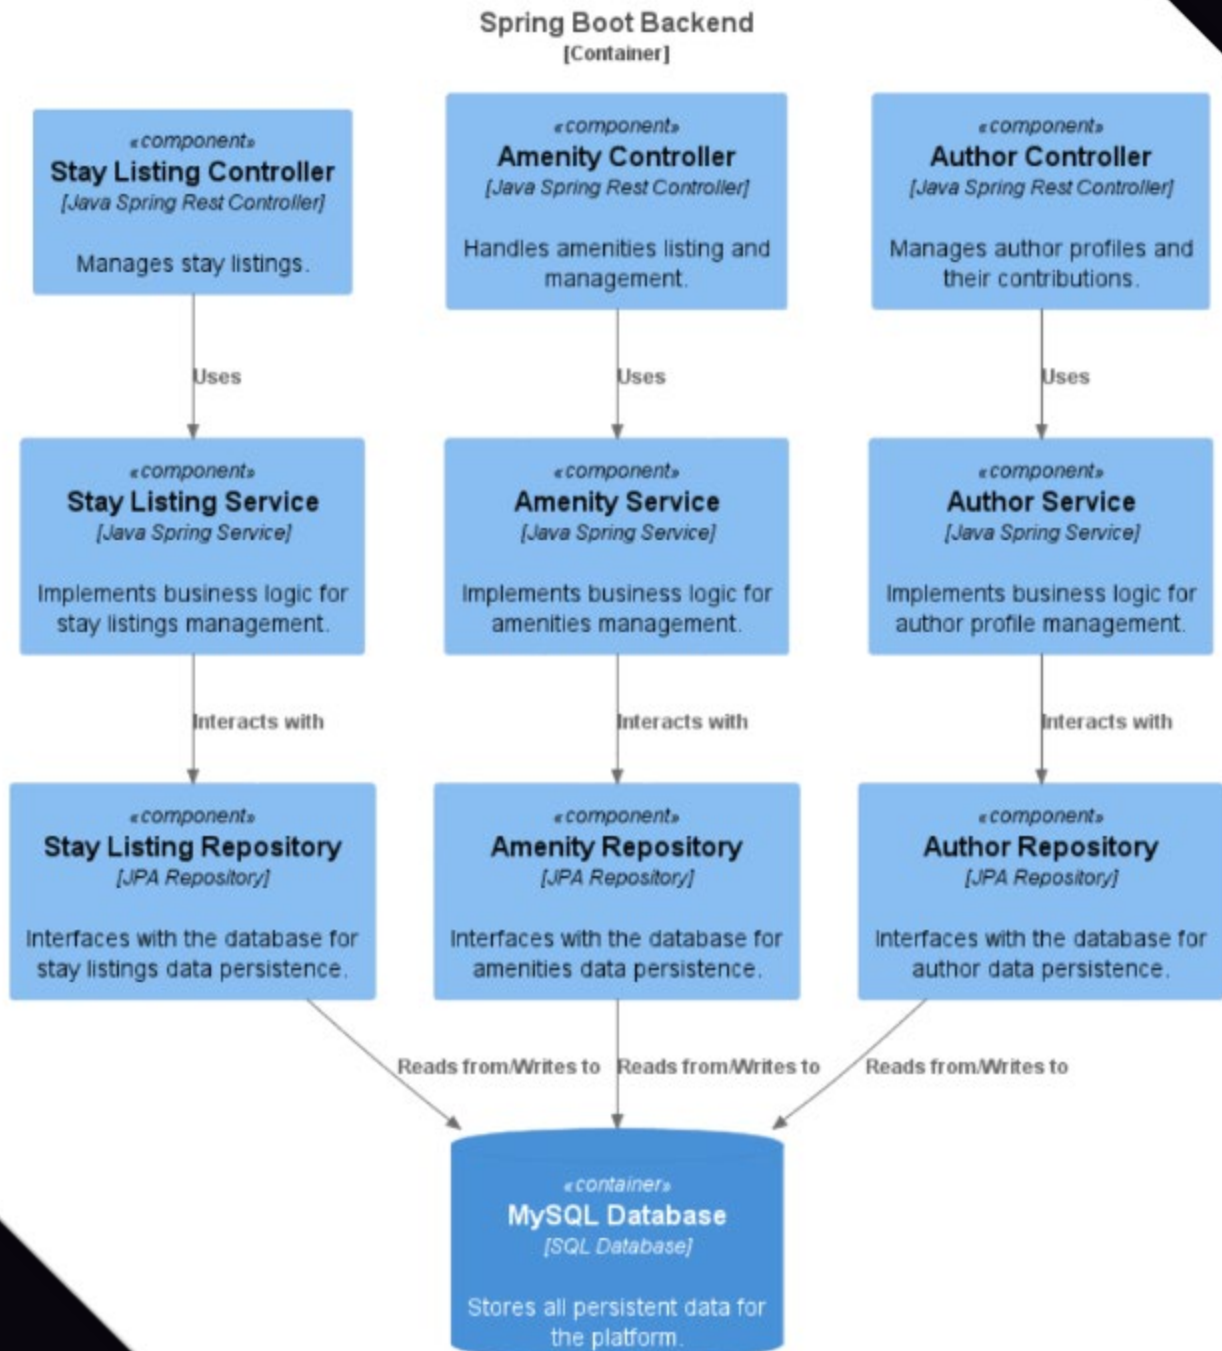 Spring Boot Backend
[Container]
«component»
Stay Listing Controller
[Java Spring Rest Controller]
Manages stay listings.
«component»
Amenity Controller
[Java Spring Rest Controller]
Handles amenities listing and
management.
«component»
Author Controller
[Java Spring Rest Controller]
Manages author profiles and
their contributions.
Uses
Uses
Uses
«component»
Stay Listing Service
[Java Spring Service]
Implements business logic for
stay listings management.
«component»
Amenity Service
[Java Spring Service]
Implements business logic for
amenities management.
«component»
Author Service
[Java Spring Service]
Implements business logic for
author profile management.
Interacts with
Interacts with
Interacts with
«component»
Stay Listing Repository
[JPA Repository]
Interfaces with the database for
stay listings data persistence.
«component»
Amenity Repository
[JPA Repository]
Interfaces with the database for
amenities data persistence.
«component»
Author Repository
[JPA Repository]
Interfaces with the database for
author data persistence.
Reads from/Writes to
Reads from/Writes to
Reads from/Writes to
«container»
MySQL Database
[SQL Database]
Stores all persistent data for
the platform.